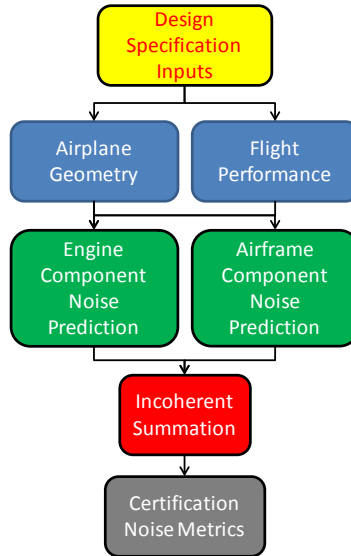 Design
Specification
Inputs
Airplane
Geometry
Flight
Performance
Engine
Component
Noise
Prediction
Airframe
Component
Noise
Prediction
Incoherent
Summation
Certification
Noise Metrics